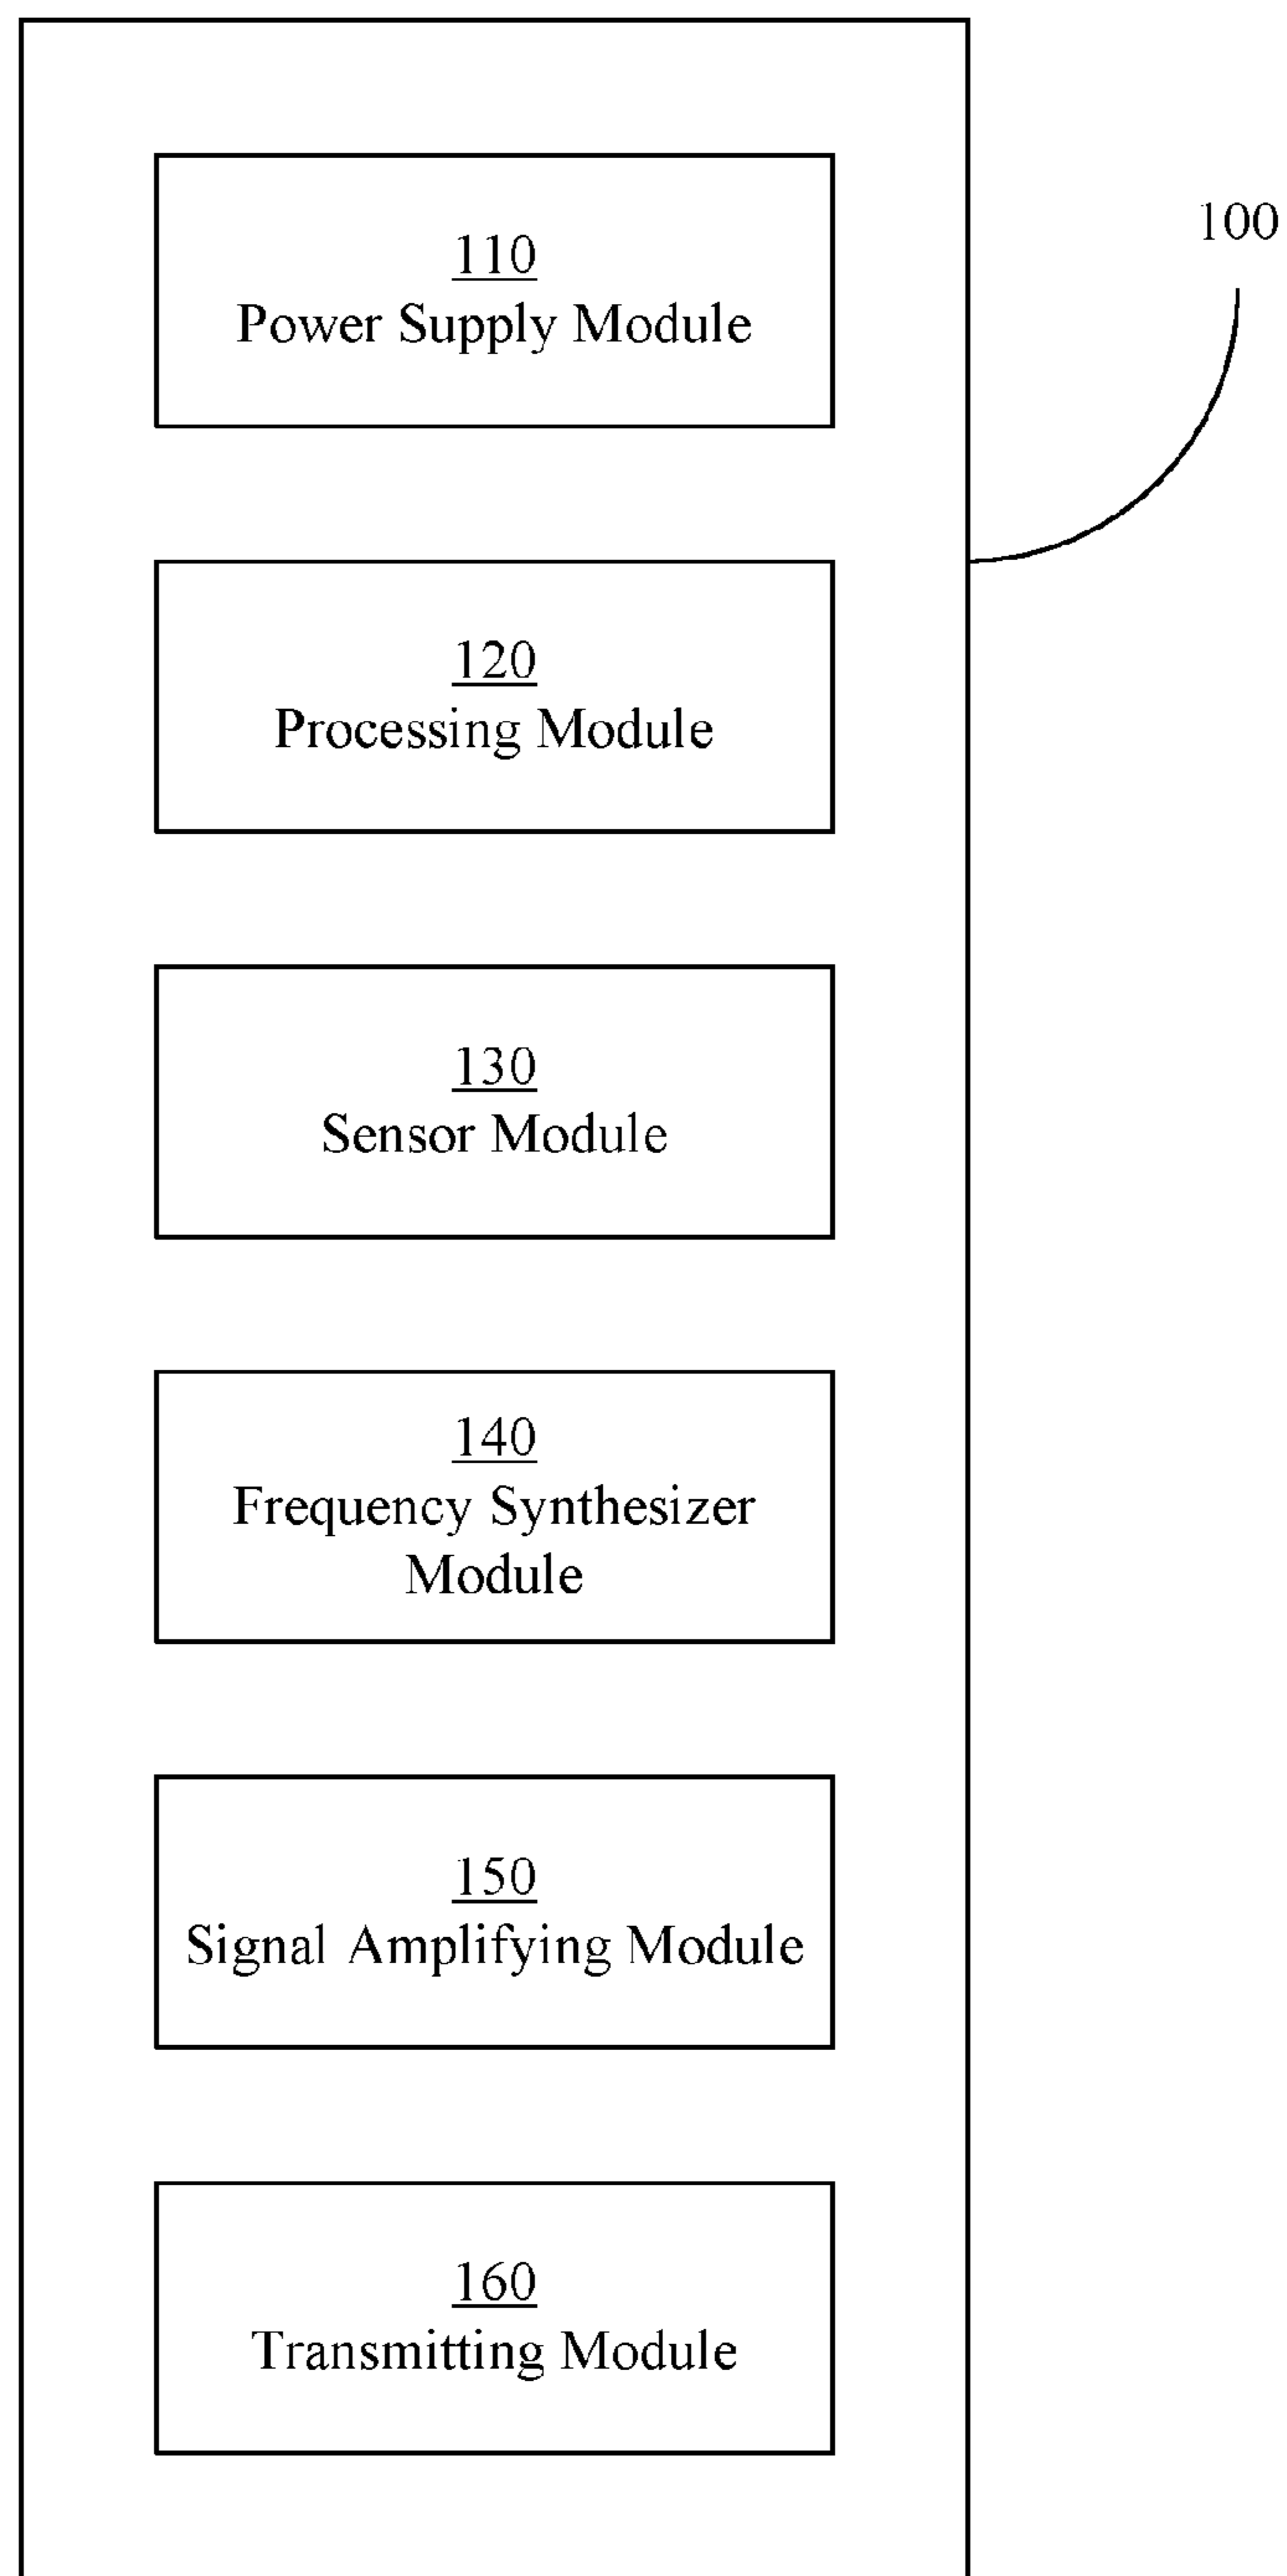 100
110
Power Supply Module
120
Processing Module
130
Sensor Module
140
Frequency Synthesizer
Module
150
Signal Amplifying Module
160
Transmitting Module